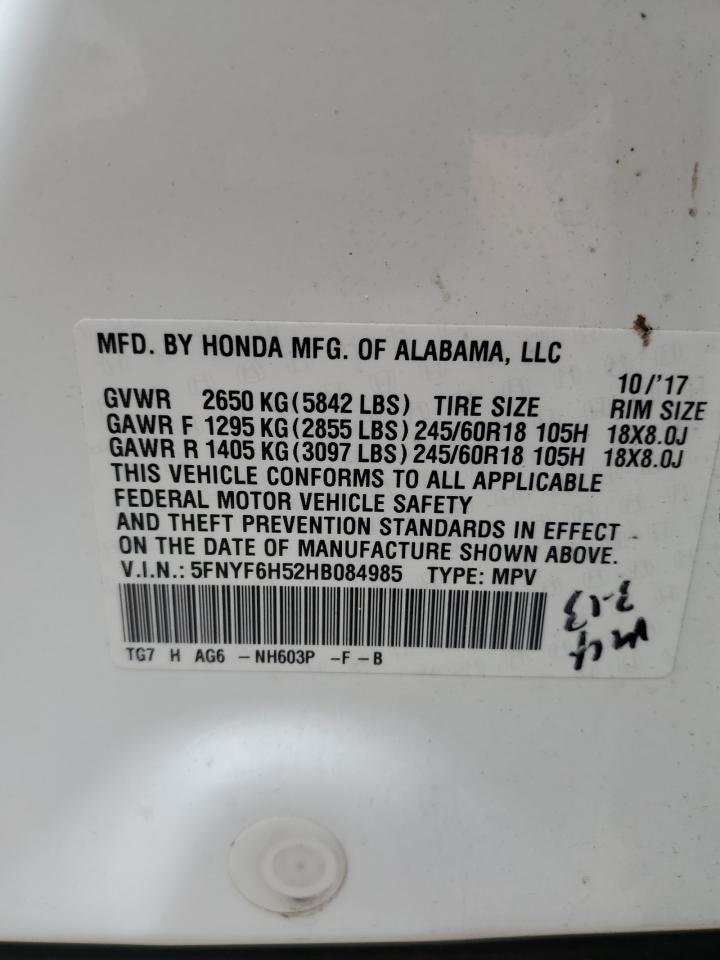 MFD. BY HONDA MFG. OF ALABAMA, LLC
10/'17
GVWR 2650 KG (5842 LBS) TIRE SIZE RIM SIZE
GAWR F 1295 KG (2855 LBS) 245/60R18 105H 18X8.0J
GAWR R 1405 KG (3097 LBS) 245/60R18 105H 18X8.0J
THIS VEHICLE CONFORMS TO ALL APPLICABLE
FEDERAL MOTOR VEHICLE SAFETY
AND THEFT PREVENTION STANDARDS IN EFFECT
ON THE DATE OF MANUFACTURE SHOWN ABOVE.
V.I.N.: 5FNYF6H52HB084985 TYPE: MPV
3-13
TG7 H AG6 -NH603P -F-B